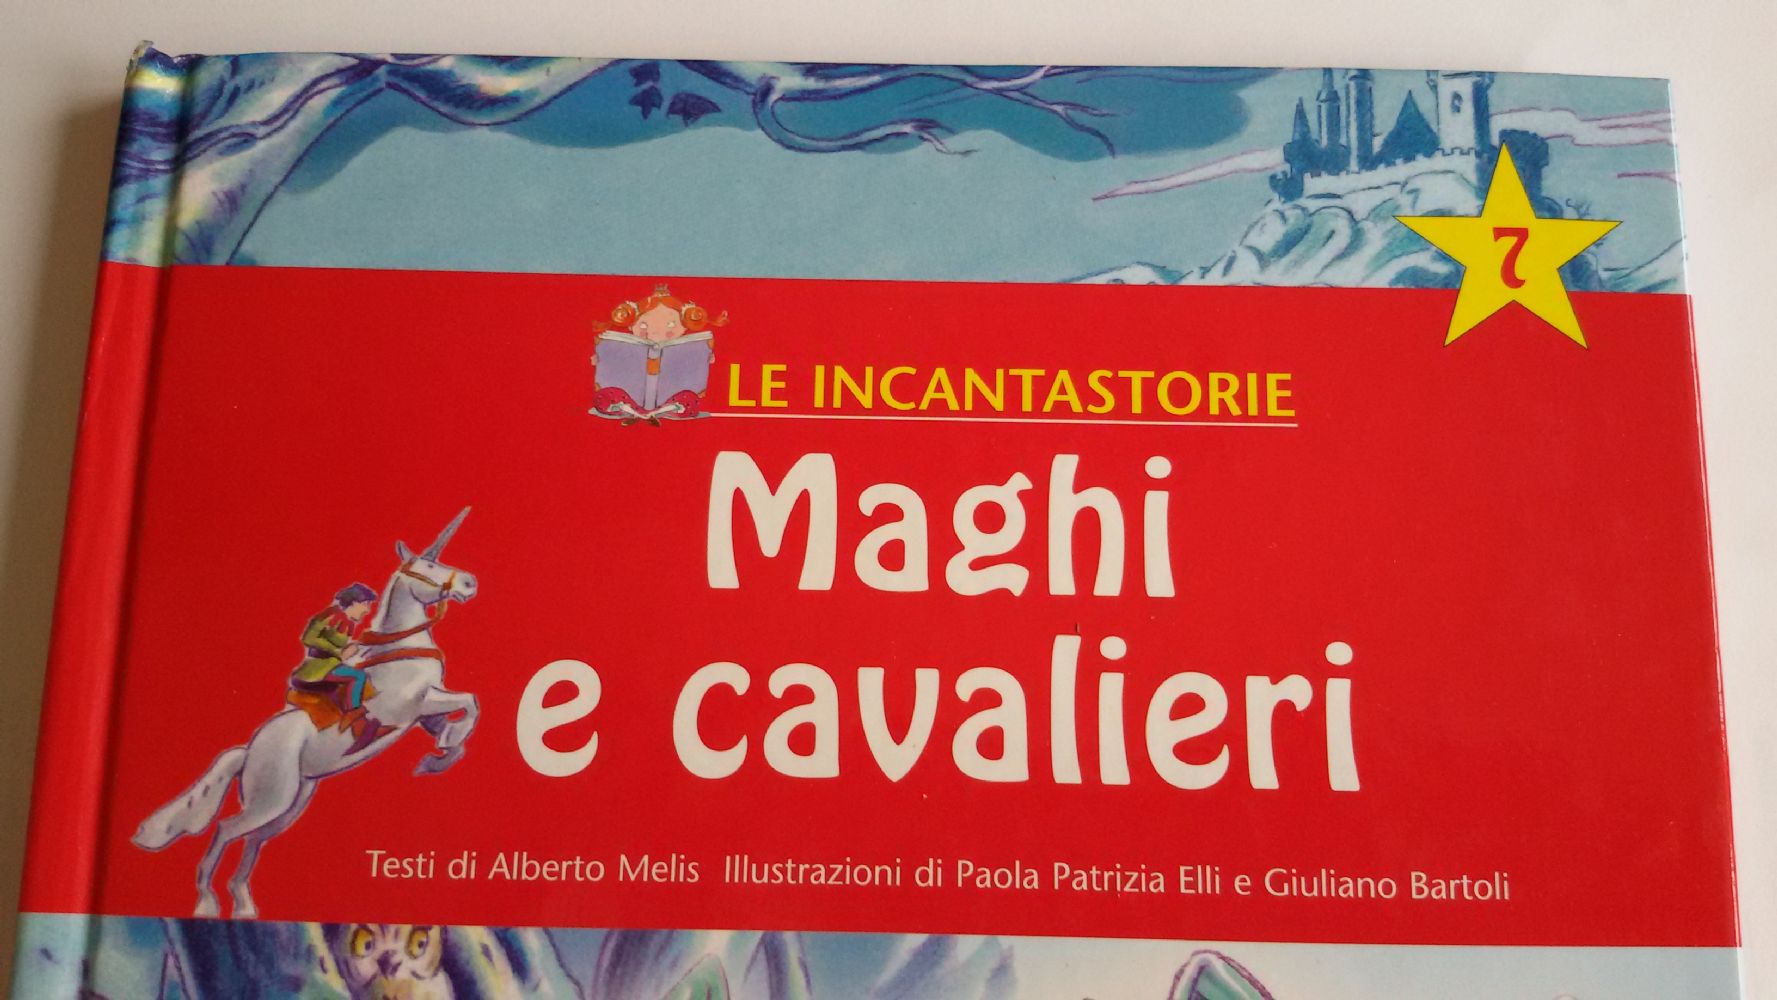 7
LE INCANTASTORIE
Maghi
e cavalieri
Testi di Alberto Melis Illustrazioni di Paola Patrizia Elli e Giuliano Bartoli